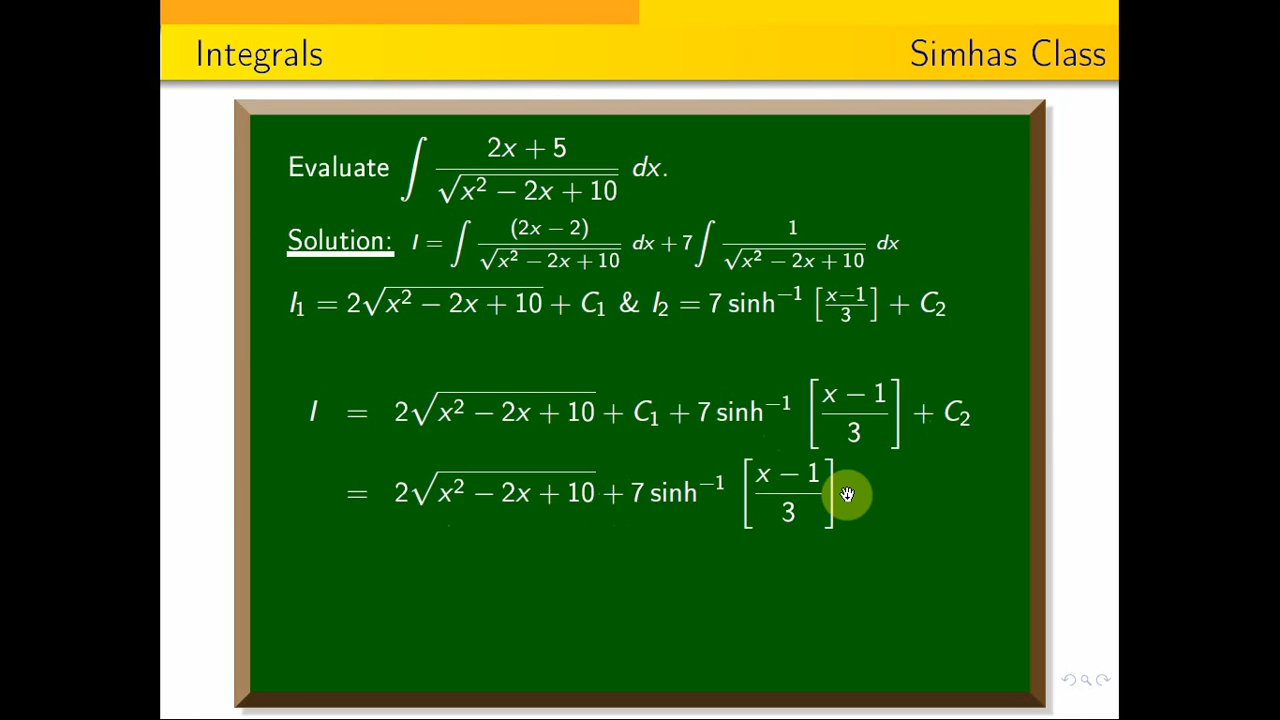 Integrals Simhas Class
Evaluate ∫ (2x + 5)/√(x² − 2x + 10) dx.
Solution: I = ∫ (2x − 2)/√(x² − 2x + 10) dx + 7 ∫ 1/√(x² − 2x + 10) dx
I₁ = 2√(x² − 2x + 10) + C₁ & I₂ = 7 sinh⁻¹ [(x−1)/3] + C₂
I = 2√(x² − 2x + 10) + C₁ + 7 sinh⁻¹ [(x − 1)/3] + C₂
= 2√(x² − 2x + 10) + 7 sinh⁻¹ [(x − 1)/3]